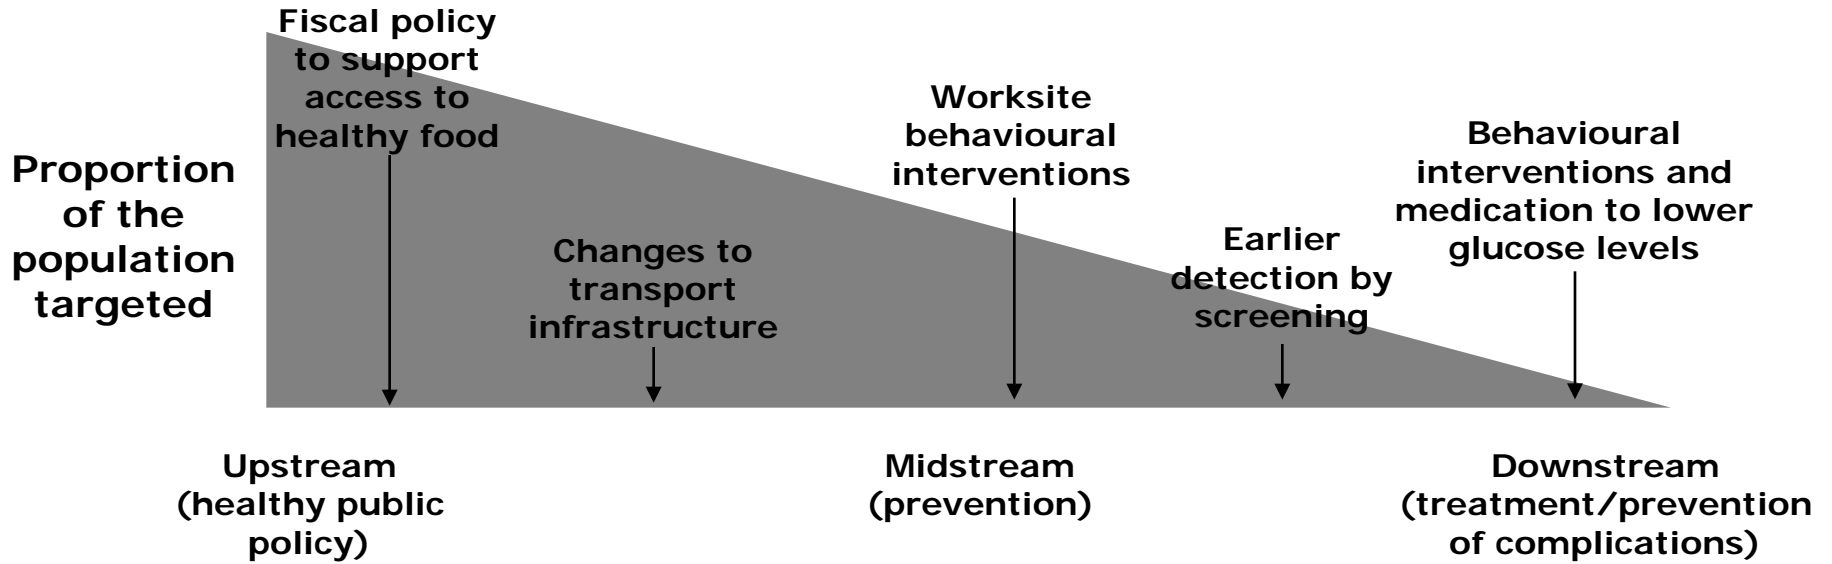 Fiscal policy
to support
access to
healthy food
Proportion
of the
population
targeted
Changes to
transport
infrastructure
Worksite
behavioural
interventions
Earlier
detection by
screening
Behavioural
interventions and
medication to lower
glucose levels
Upstream
(healthy public
policy)
Midstream
(prevention)
Downstream
(treatment/prevention
of complications)